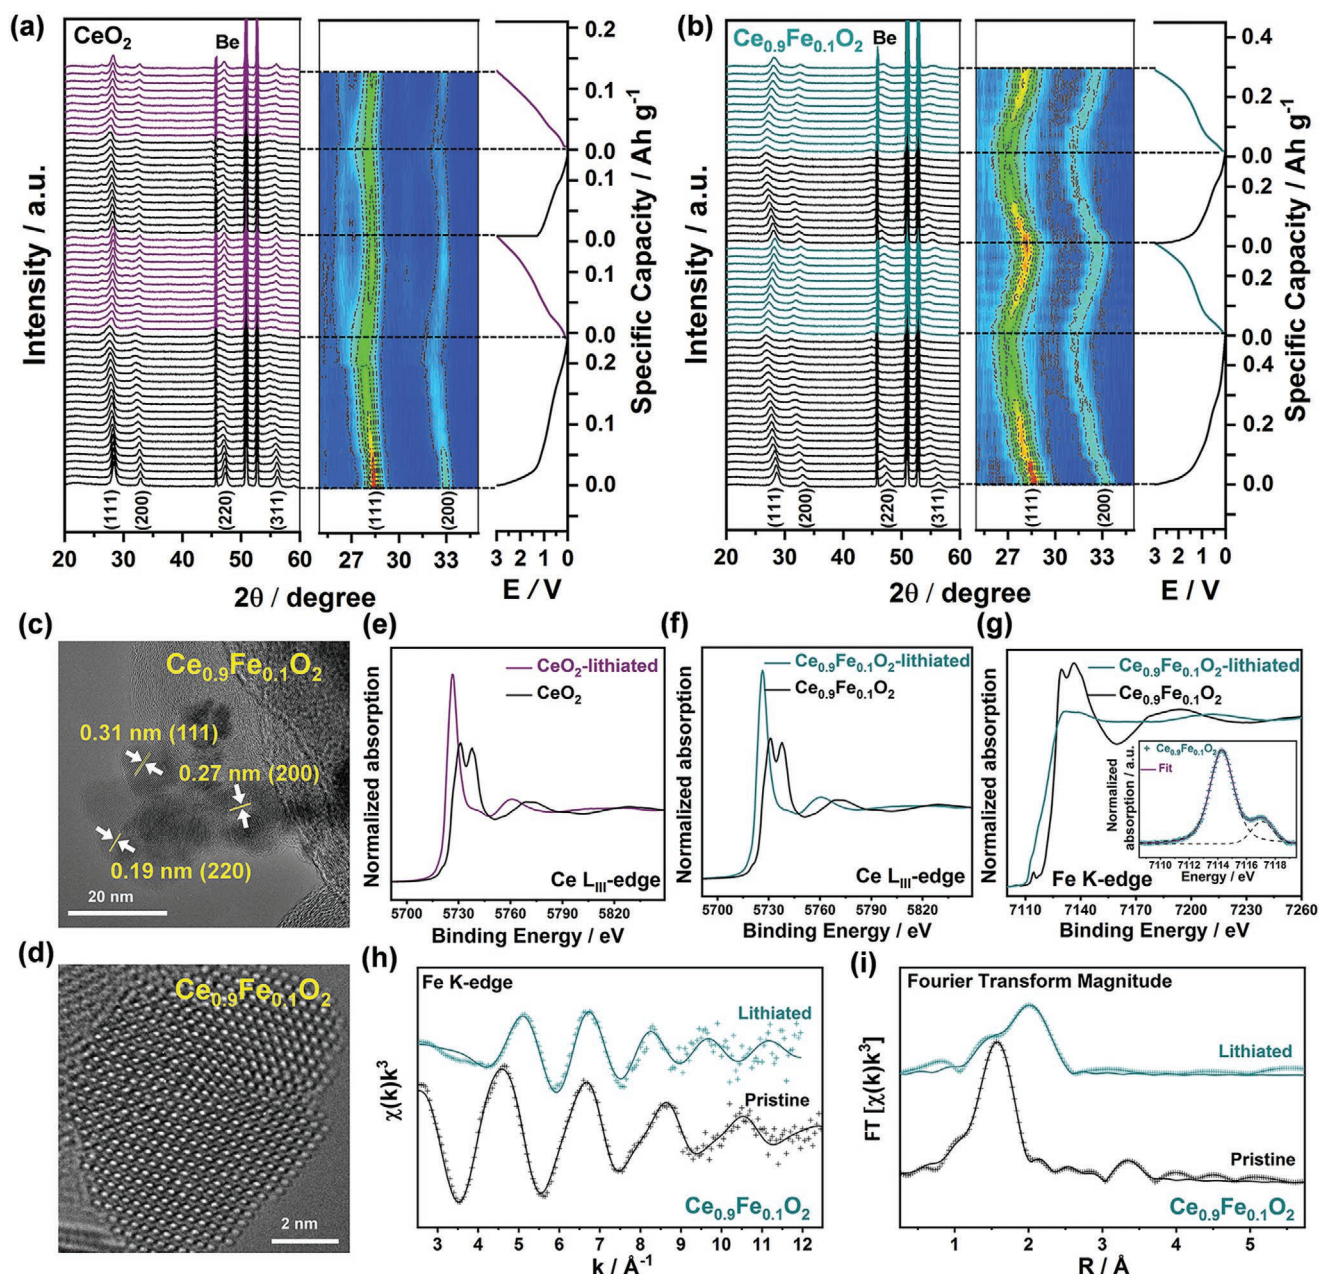 (a)
CeO2
Be
Intensity / a.u.
(111)
(200)
(220)
(311)
20 30 40 50 60
2θ / degree
(111)
(200)
27 30 33
0.2
0.1
0.0
0.1
0.0
0.1
0.0
0.2
0.1
0.0
Specific Capacity / Ah g-1
3 2 1 0
E / V
(b)
Ce0.9Fe0.1O2
Be
Intensity / a.u.
(111)
(200)
(220)
(311)
20 30 40 50 60
2θ / degree
(111)
(200)
27 30 33
0.4
0.2
0.0
0.2
0.0
0.2
0.0
0.4
0.2
0.0
Specific Capacity / Ah g-1
3 2 1 0
E / V
(c)
Ce0.9Fe0.1O2
0.31 nm (111)
0.27 nm (200)
0.19 nm (220)
20 nm
(d)
Ce0.9Fe0.1O2
2 nm
(e)
Normalized absorption
CeO2-lithiated
CeO2
Ce LIII-edge
5700 5730 5760 5790 5820
Binding Energy / eV
(f)
Normalized absorption
Ce0.9Fe0.1O2-lithiated
Ce0.9Fe0.1O2
Ce LIII-edge
5700 5730 5760 5790 5820
Binding Energy / eV
(g)
Normalized absorption
Ce0.9Fe0.1O2-lithiated
Ce0.9Fe0.1O2
Ce0.9Fe0.1O2
Fit
Normalized
absorption / a.u.
7110 7112 7114 7116 7118
Energy / eV
Fe K-edge
7110 7140 7170 7200 7230 7260
Binding Energy / eV
(h)
Fe K-edge
Lithiated
Pristine
χ(k)k3
Ce0.9Fe0.1O2
3 4 5 6 7 8 9 10 11 12
k / Å-1
(i)
Fourier Transform Magnitude
Lithiated
Pristine
FT [χ(k)k3]
Ce0.9Fe0.1O2
1 2 3 4 5
R / Å